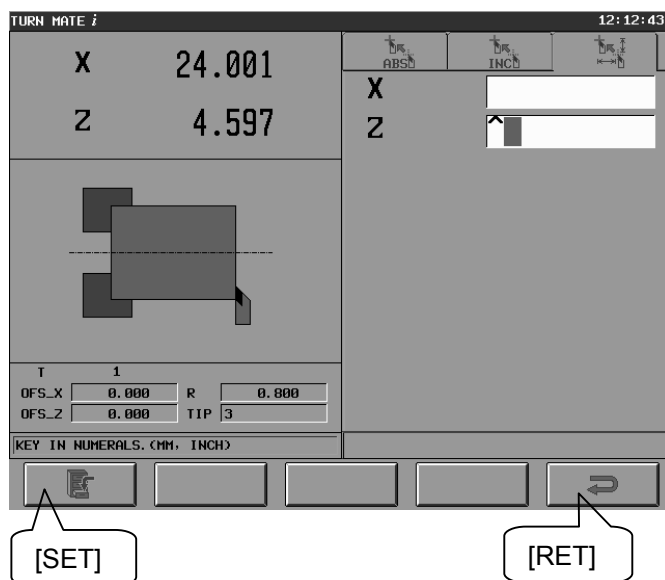 TURN MATE i 12:12:43
X 24.001
Z 4.597
ABS INC
X
Z ^
T 1
OFS_X 0.000 R 0.800
OFS_Z 0.000 TIP 3
KEY IN NUMERALS.(MM, INCH)
[SET] [RET]